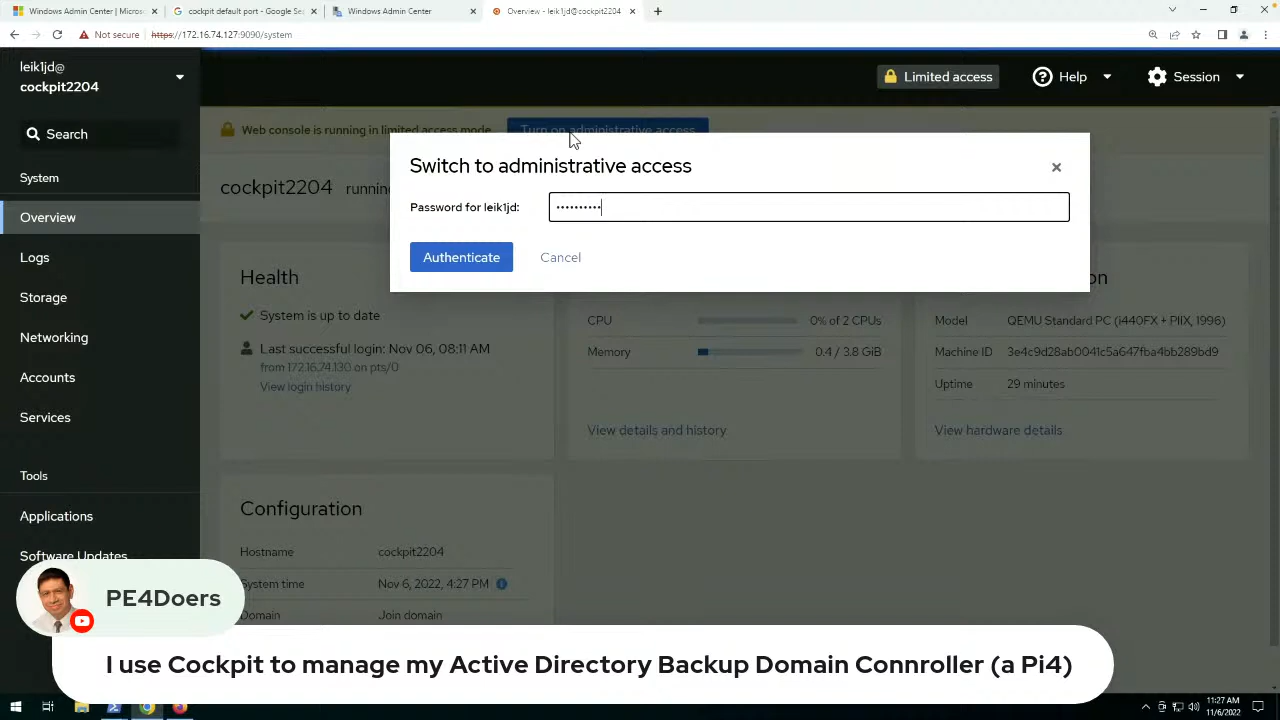 Windows Admin Center | Microsoft
cockpit default port - Google Sea
Windows Admin Center
Overview - leik1jd@cockpit2204
Not secure
https://172.16.74.127:9090/system
leik1jd@
cockpit2204
Limited access
Help
Session
Search
Web console is running in limited access mode.
Turn on administrative access
System
Overview
Logs
Storage
Networking
Accounts
Services
Tools
Applications
Software Updates
cockpit2204 running
Switch to administrative access
Password for leik1jd:
Authenticate
Cancel
Health
System is up to date
Last successful login: Nov 06, 08:11 AM
from 172.16.74.130 on pts/0
View login history
CPU
0% of 2 CPUs
Memory
0.4 / 3.8 GiB
View details and history
Model
QEMU Standard PC (i440FX + PIIX, 1996)
Machine ID
3e4c9d28ab0041c5a647fba4bb289bd9
Uptime
29 minutes
View hardware details
Configuration
Hostname
cockpit2204
System time
Nov 6, 2022, 4:27 PM
Domain
Join domain
PE4Doers
I use Cockpit to manage my Active Directory Backup Domain Connroller (a Pi4)
11:27 AM
11/6/2022